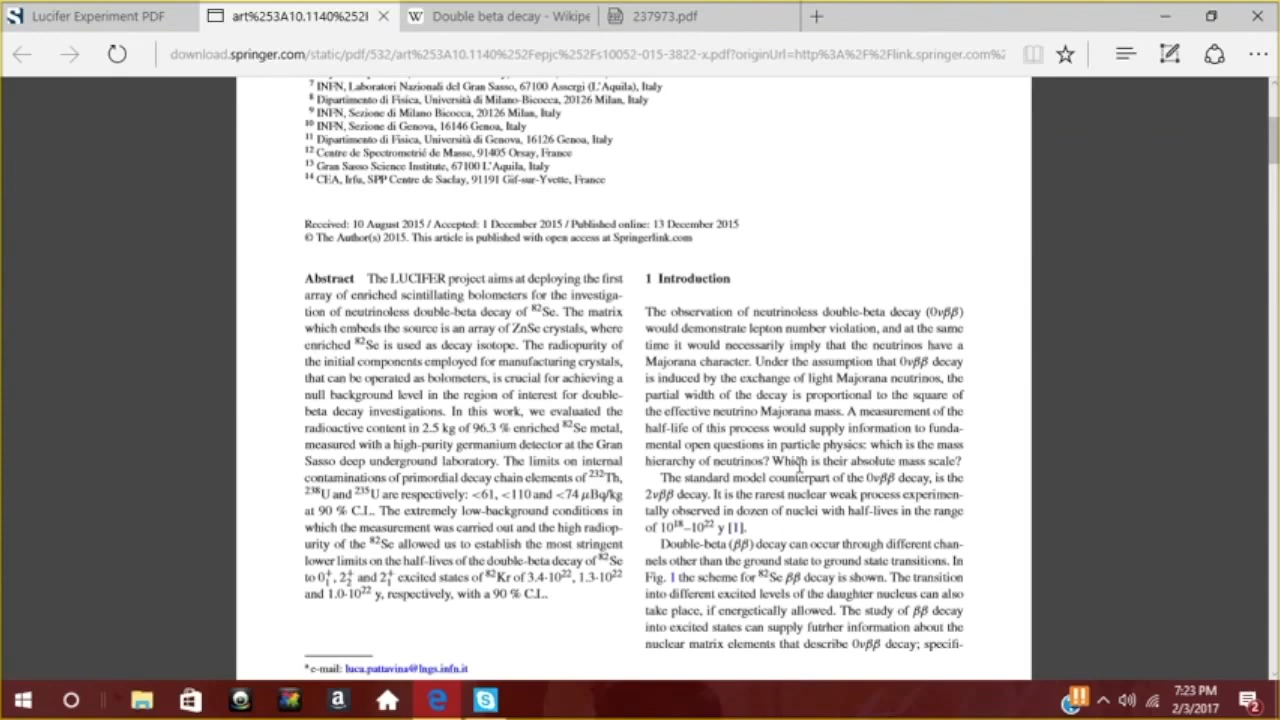 Lucifer Experiment PDF
art%253A10.1140%252I
Double beta decay - Wikipe
237973.pdf
download.springer.com/static/pdf/532/art%253A10.1140%252Fepjc%252Fs10052-015-3822-x.pdf?originUrl=http%3A%2F%2Flink.springer.com%2
7 INFN, Laboratori Nazionali del Gran Sasso, 67100 Assergi (L'Aquila), Italy
8 Dipartimento di Fisica, Università di Milano-Bicocca, 20126 Milan, Italy
9 INFN, Sezione di Milano Bicocca, 20126 Milan, Italy
10 INFN, Sezione di Genova, 16146 Genoa, Italy
11 Dipartimento di Fisica, Università di Genova, 16126 Genoa, Italy
12 Centre de Spectrometrié de Masse, 91405 Orsay, France
13 Gran Sasso Science Institute, 67100 L'Aquila, Italy
14 CEA, Irfu, SPP Centre de Saclay, 91191 Gif-sur-Yvette, France
Received: 10 August 2015 / Accepted: 1 December 2015 / Published online: 13 December 2015
© The Author(s) 2015. This article is published with open access at Springerlink.com
Abstract The LUCIFER project aims at deploying the first
array of enriched scintillating bolometers for the investiga-
tion of neutrinoless double-beta decay of ⁸²Se. The matrix
which embeds the source is an array of ZnSe crystals, where
enriched ⁸²Se is used as decay isotope. The radiopurity of
the initial components employed for manufacturing crystals,
that can be operated as bolometers, is crucial for achieving a
null background level in the region of interest for double-
beta decay investigations. In this work, we evaluated the
radioactive content in 2.5 kg of 96.3 % enriched ⁸²Se metal,
measured with a high-purity germanium detector at the Gran
Sasso deep underground laboratory. The limits on internal
contaminations of primordial decay chain elements of ²³²Th,
²³⁸U and ²³⁵U are respectively: <61, <110 and <74 μBq/kg
at 90 % C.L.. The extremely low-background conditions in
which the measurement was carried out and the high radiop-
urity of the ⁸²Se allowed us to establish the most stringent
lower limits on the half-lives of the double-beta decay of ⁸²Se
to 0₁⁺, 2₂⁺ and 2₁⁺ excited states of ⁸²Kr of 3.4·10²², 1.3·10²²
and 1.0·10²² y, respectively, with a 90 % C.L..
a e-mail: luca.pattavina@lngs.infn.it
1 Introduction
The observation of neutrinoless double-beta decay (0νββ)
would demonstrate lepton number violation, and at the same
time it would necessarily imply that the neutrinos have a
Majorana character. Under the assumption that 0νββ decay
is induced by the exchange of light Majorana neutrinos, the
partial width of the decay is proportional to the square of
the effective neutrino Majorana mass. A measurement of the
half-life of this process would supply information to funda-
mental open questions in particle physics: which is the mass
hierarchy of neutrinos? Which is their absolute mass scale?
The standard model counterpart of the 0νββ decay, is the
2νββ decay. It is the rarest nuclear weak process experimen-
tally observed in dozen of nuclei with half-lives in the range
of 10¹⁸–10²² y [1].
Double-beta (ββ) decay can occur through different chan-
nels other than the ground state to ground state transitions. In
Fig. 1 the scheme for ⁸²Se ββ decay is shown. The transition
into different excited levels of the daughter nucleus can also
take place, if energetically allowed. The study of ββ decay
into excited states can supply futrher information about the
nuclear matrix elements that describe 0νββ decay; specifi-
7:23 PM
2/3/2017
2